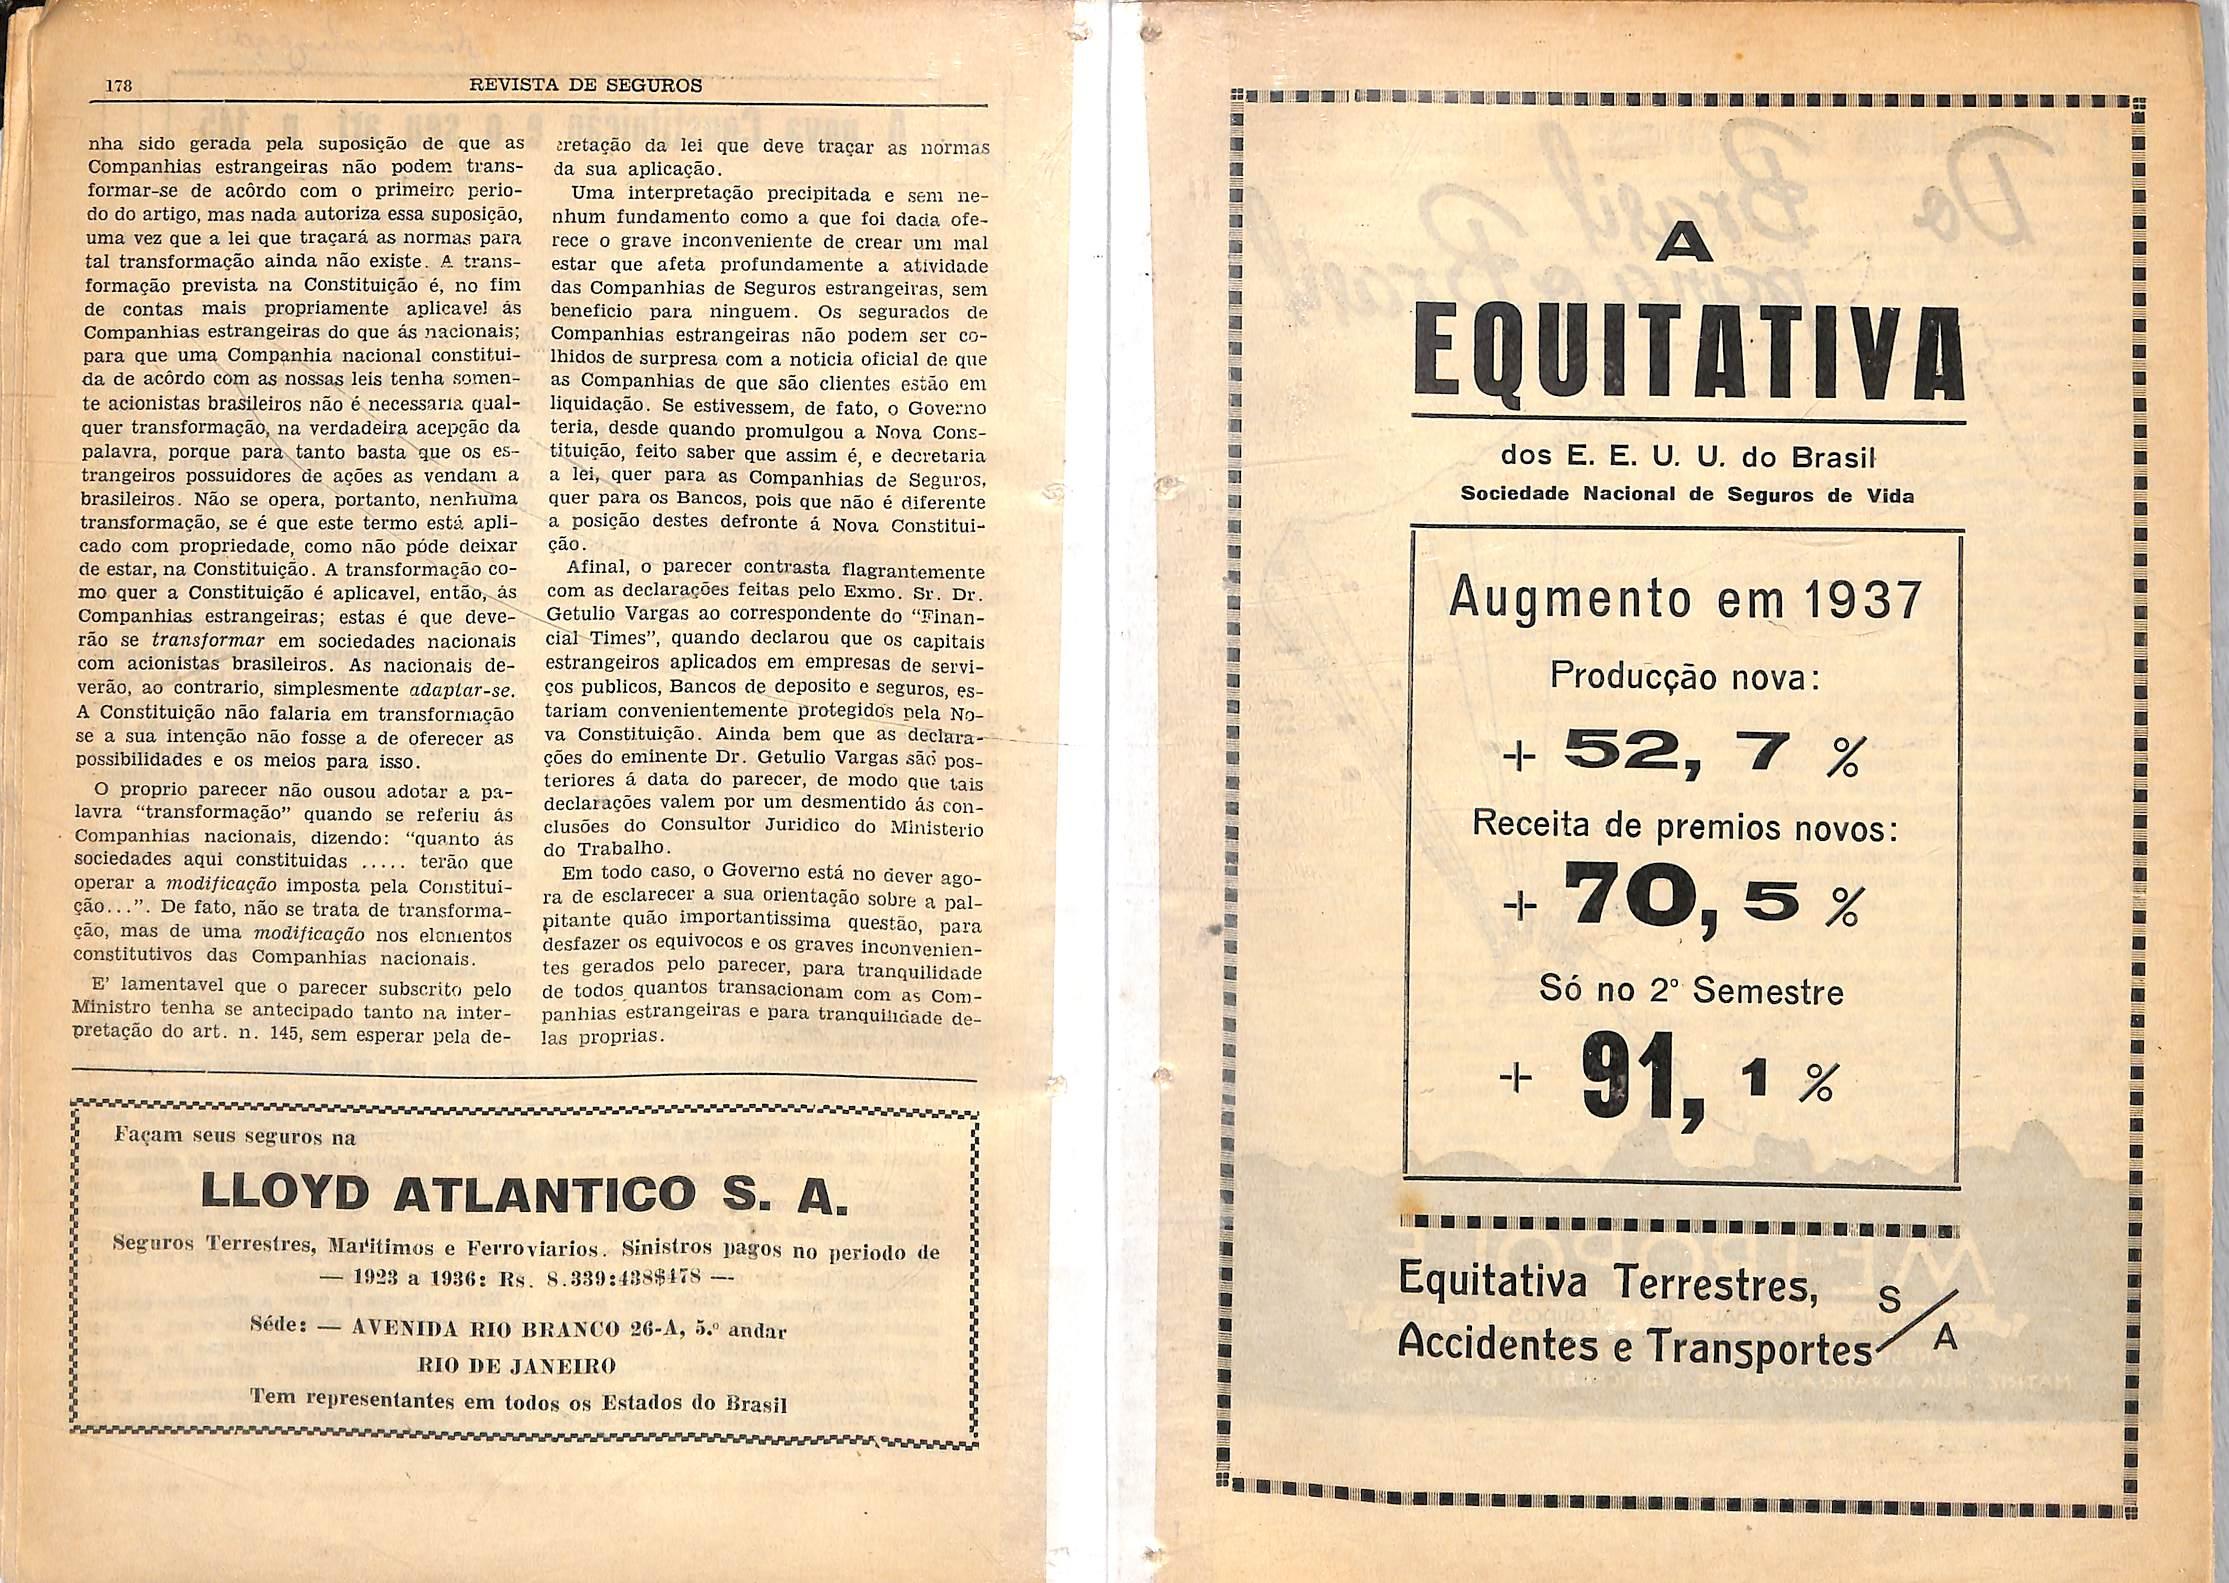 178
REVISTA DE SEGUROS
nha sido gerada pela suposição de que as
Companhias estrangeiras não podem trans-
formar-se de acôrdo com o primeiro perio-
do do artigo, mas nada autoriza essa suposição,
uma vez que a lei que traçará as normas para
tal transformação ainda não existe. A trans-
formação prevista na Constituição é, no fim
de contas mais propriamente aplicavel ás
Companhias estrangeiras do que ás nacionais;
para que uma Companhia nacional constitui-
da de acôrdo com as nossas leis tenha somen-
te acionistas brasileiros não é necessaria qual-
quer transformação, na verdadeira acepção da
palavra, porque para tanto basta que os es-
trangeiros possuidores de ações as vendam a
brasileiros. Não se opera, portanto, nenhuma
transformação, se é que este termo está apli-
cado com propriedade, como não póde deixar
de estar, na Constituição. A transformação co-
mo quer a Constituição é aplicavel, então, ás
Companhias estrangeiras; estas é que deve-
rão se transformar em sociedades nacionais
com acionistas brasileiros. As nacionais de-
verão, ao contrario, simplesmente adaptar-se.
A Constituição não falaria em transformação
se a sua intenção não fosse a de oferecer as
possibilidades e os meios para isso.
O proprio parecer não ousou adotar a pa-
lavra "transformação" quando se referiu ás
Companhias nacionais, dizendo: "quanto ás
sociedades aqui constituidas ..... terão que
operar a modificação imposta pela Constitui-
ção...". De fato, não se trata de transforma-
ção, mas de uma modificação nos elementos
constitutivos das Companhias nacionais.
E' lamentavel que o parecer subscrito pelo
Ministro tenha se antecipado tanto na inter-
pretação do art. n. 145, sem esperar pela de-
cretação da lei que deve traçar as normas
da sua aplicação.
Uma interpretação precipitada e sem ne-
nhum fundamento como a que foi dada ofe-
rece o grave inconveniente de crear um mal
estar que afeta profundamente a atividade
das Companhias de Seguros estrangeiras, sem
beneficio para ninguem. Os segurados de
Companhias estrangeiras não podem ser co-
lhidos de surpresa com a noticia oficial de que
as Companhias de que são clientes estão em
liquidação. Se estivessem, de fato, o Governo
teria, desde quando promulgou a Nova Cons-
tituição, feito saber que assim é, e decretaria
a lei, quer para as Companhias de Seguros,
quer para os Bancos, pois que não é diferente
a posição destes defronte á Nova Constitui-
ção.
Afinal, o parecer contrasta flagrantemente
com as declarações feitas pelo Exmo. Sr. Dr.
Getulio Vargas ao correspondente do "Finan-
cial Times", quando declarou que os capitais
estrangeiros aplicados em empresas de servi-
ços publicos, Bancos de deposito e seguros, es-
tariam convenientemente protegidos pela No-
va Constituição. Ainda bem que as declara-
ções do eminente Dr. Getulio Vargas são pos-
teriores á data do parecer, de modo que tais
declarações valem por um desmentido ás con-
clusões do Consultor Juridico do Ministerio
do Trabalho.
Em todo caso, o Governo está no dever ago-
ra de esclarecer a sua orientação sobre a pal-
pitante quão importantissima questão, para
desfazer os equivocos e os graves inconvenien-
tes gerados pelo parecer, para tranquilidade
de todos quantos transacionam com as Com-
panhias estrangeiras e para tranquilidade de-
las proprias.
Façam seus seguros na
LLOYD ATLANTICO S. A.
Seguros Terrestres, Maritimos e Ferroviarios. Sinistros pagos no periodo de
— 1923 a 1936: Rs. 8.339:438$478 —
Séde: — AVENIDA RIO BRANCO 26-A, 5.º andar
RIO DE JANEIRO
Tem representantes em todos os Estados do Brasil
A
EQUITATIVA
dos E. E. U. U. do Brasil
Sociedade Nacional de Seguros de Vida
Augmento em 1937
Producção nova:
+ 52, 7 %
Receita de premios novos:
+ 70, 5 %
Só no 2º Semestre
+ 91, 1 %
Equitativa Terrestres,
Accidentes e Transportes S/A